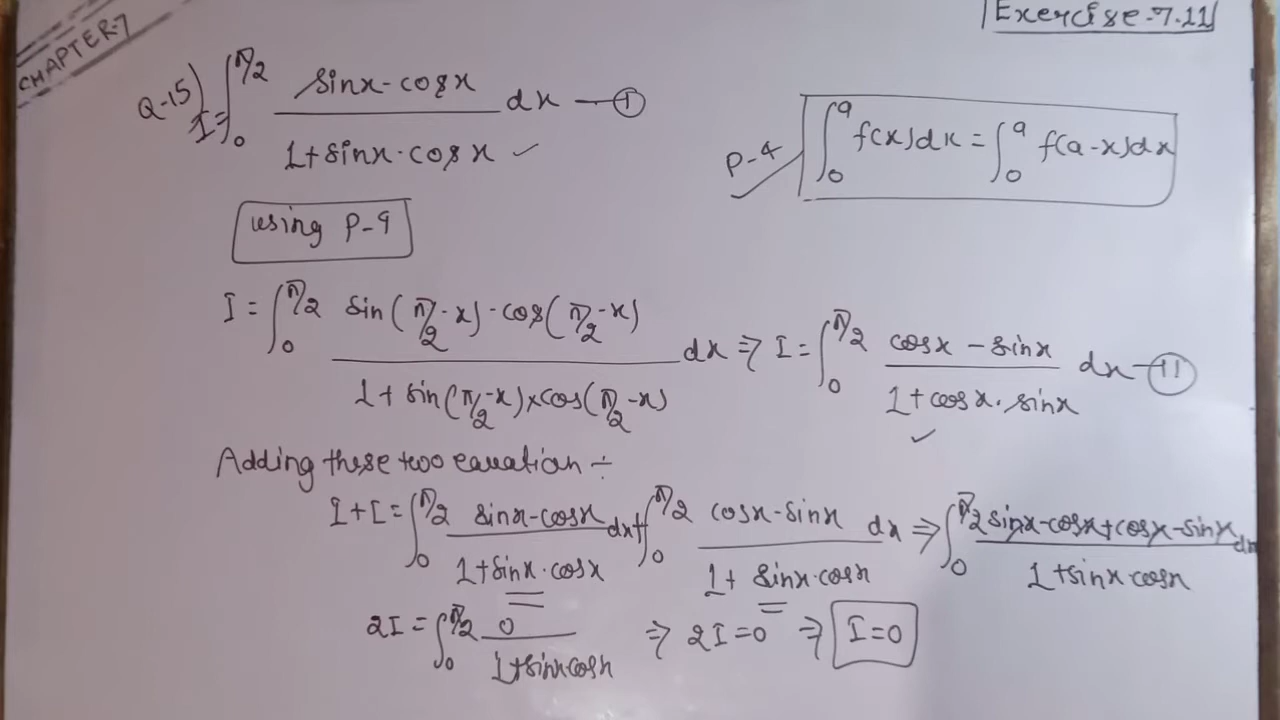 CHAPTER-7
Exercise-7.11
Q-15) I = ∫₀^π/2 (sinx - cosx)/(1 + sinx · cosx) dx — (I)
P-4 ∫₀^a f(x)dx = ∫₀^a f(a-x)dx
using P-4
I = ∫₀^π/2 (sin(π/2 - x) - cos(π/2 - x))/(1 + sin(π/2 - x) × cos(π/2 - x)) dx ⇒ I = ∫₀^π/2 (cosx - sinx)/(1 + cosx . sinx) dx — (II)
Adding these two equation ÷
I + I = ∫₀^π/2 (sinx - cosx)/(1 + sinx · cosx) dx + ∫₀^π/2 (cosx - sinx)/(1 + sinx · cosx) dx ⇒ ∫₀^π/2 (sinx - cosx + cosx - sinx)/(1 + sinx cosx) dx
2I = ∫₀^π/2 0/(1 + sinx cosx) ⇒ 2I = 0 ⇒ I = 0